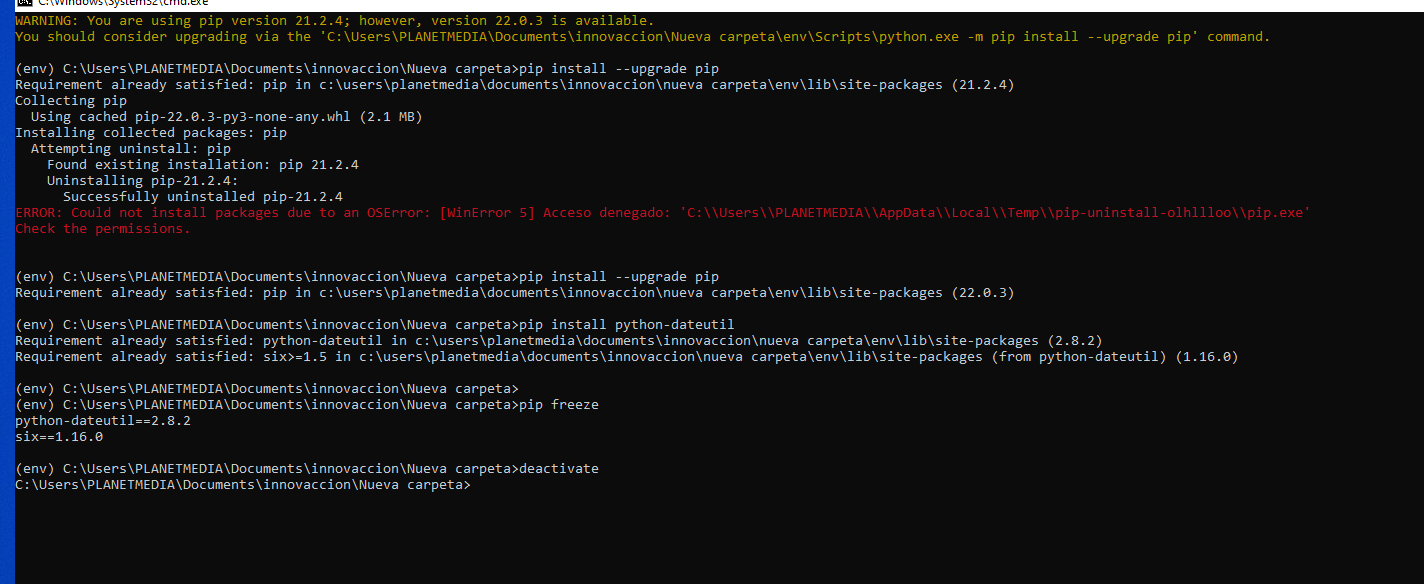 C:\Windows\System32\cmd.exe
WARNING: You are using pip version 21.2.4; however, version 22.0.3 is available.
You should consider upgrading via the 'C:\Users\PLANETMEDIA\Documents\innovaccion\Nueva carpeta\env\Scripts\python.exe -m pip install --upgrade pip' command.
(env) C:\Users\PLANETMEDIA\Documents\innovaccion\Nueva carpeta>pip install --upgrade pip
Requirement already satisfied: pip in c:\users\planetmedia\documents\innovaccion\nueva carpeta\env\lib\site-packages (21.2.4)
Collecting pip
  Using cached pip-22.0.3-py3-none-any.whl (2.1 MB)
Installing collected packages: pip
  Attempting uninstall: pip
    Found existing installation: pip 21.2.4
    Uninstalling pip-21.2.4:
      Successfully uninstalled pip-21.2.4
ERROR: Could not install packages due to an OSError: [WinError 5] Acceso denegado: 'C:\\Users\\PLANETMEDIA\\AppData\\Local\\Temp\\pip-uninstall-olhllloo\\pip.exe'
Check the permissions.
(env) C:\Users\PLANETMEDIA\Documents\innovaccion\Nueva carpeta>pip install --upgrade pip
Requirement already satisfied: pip in c:\users\planetmedia\documents\innovaccion\nueva carpeta\env\lib\site-packages (22.0.3)
(env) C:\Users\PLANETMEDIA\Documents\innovaccion\Nueva carpeta>pip install python-dateutil
Requirement already satisfied: python-dateutil in c:\users\planetmedia\documents\innovaccion\nueva carpeta\env\lib\site-packages (2.8.2)
Requirement already satisfied: six>=1.5 in c:\users\planetmedia\documents\innovaccion\nueva carpeta\env\lib\site-packages (from python-dateutil) (1.16.0)
(env) C:\Users\PLANETMEDIA\Documents\innovaccion\Nueva carpeta>
(env) C:\Users\PLANETMEDIA\Documents\innovaccion\Nueva carpeta>pip freeze
python-dateutil==2.8.2
six==1.16.0
(env) C:\Users\PLANETMEDIA\Documents\innovaccion\Nueva carpeta>deactivate
C:\Users\PLANETMEDIA\Documents\innovaccion\Nueva carpeta>